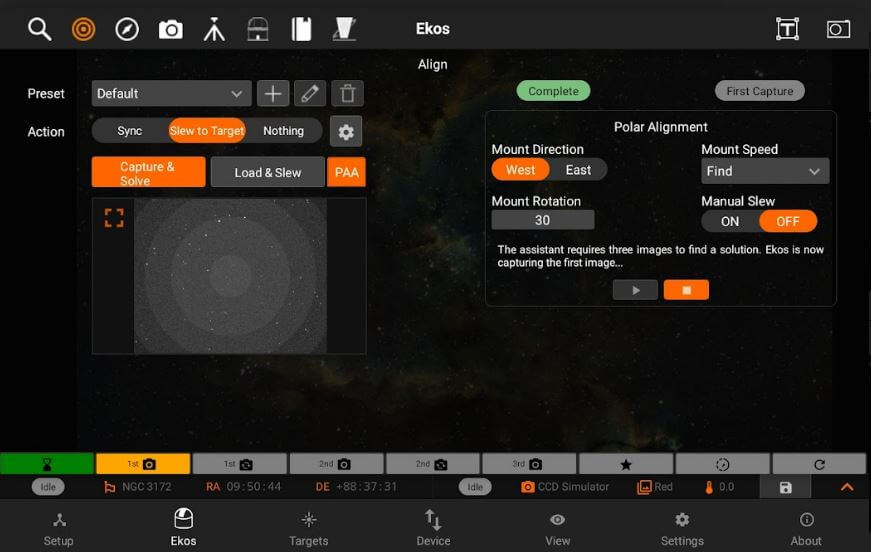 Ekos
Align
Preset
Default
Action
Sync
Slew to Target
Nothing
Capture &
Solve
Load & Slew
PAA
Complete
First Capture
Polar Alignment
Mount Direction
West
East
Mount Speed
Find
Mount Rotation
30
Manual Slew
ON
OFF
The assistant requires three images to find a solution. Ekos is now
capturing the first image...
1st
1st
2nd
2nd
3rd
Idle
NGC 3172
RA 09:50:44
DE +88:37:31
Idle
CCD Simulator
Red
0.0
Setup
Ekos
Targets
Device
View
Settings
About
T